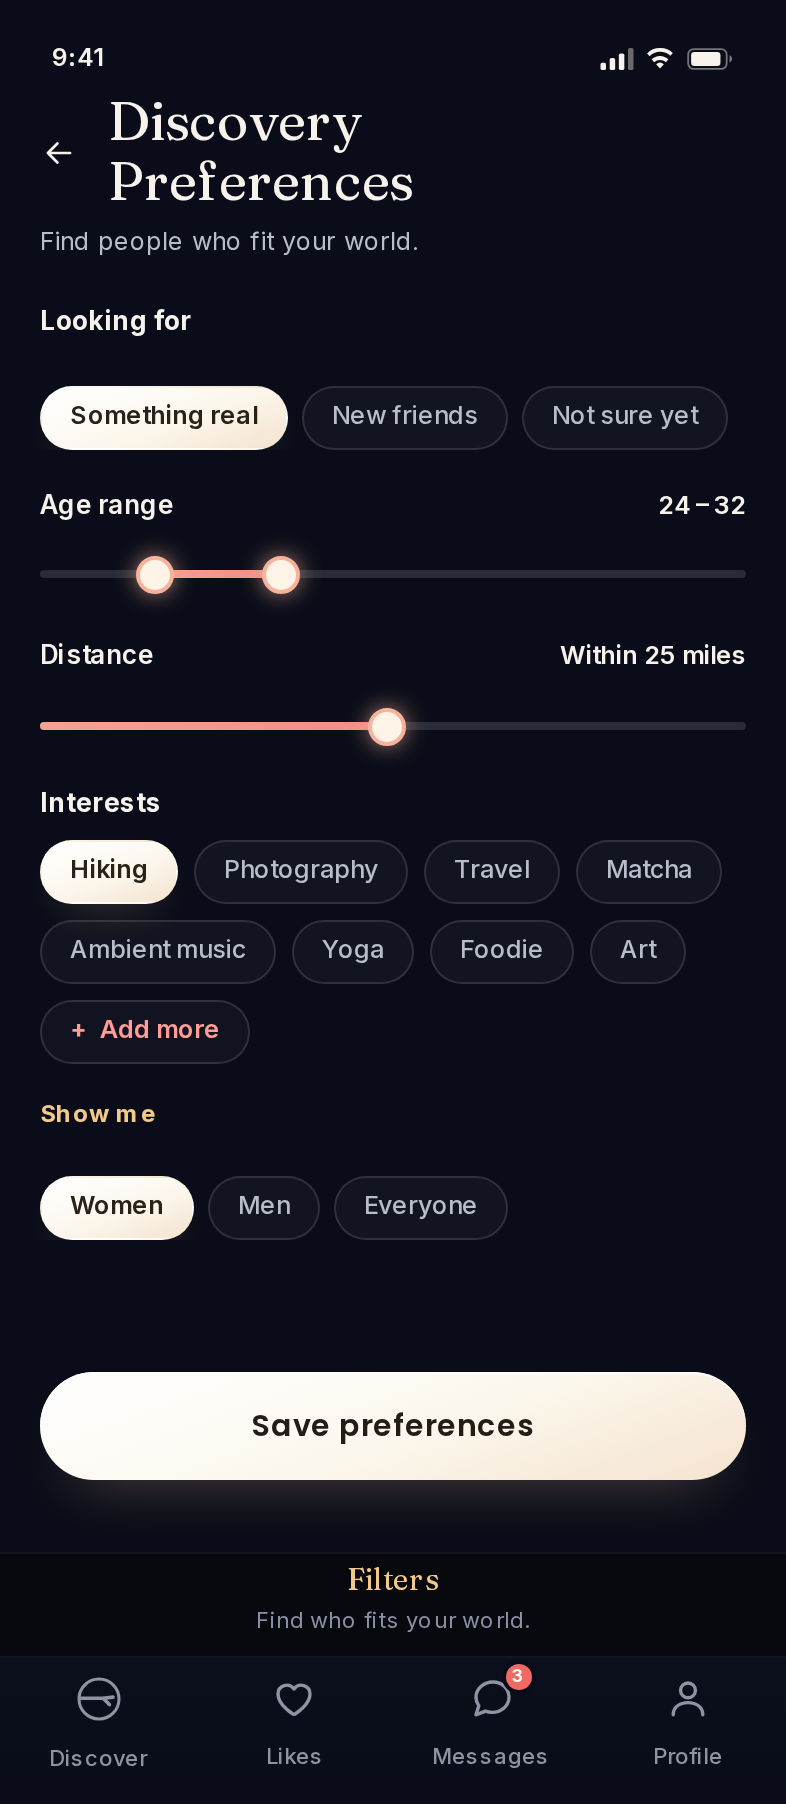 9:41
Discovery
Preferences
Find people who fit your world.
Looking for
Something real New friends Not sure yet
Age range 24–32
Distance Within 25 miles
Interests
Hiking Photography Travel Matcha
Ambient music Yoga Foodie Art
+ Add more
Show me
Women Men Everyone
Save preferences
Filters
Find who fits your world.
3
Discover Likes Messages Profile